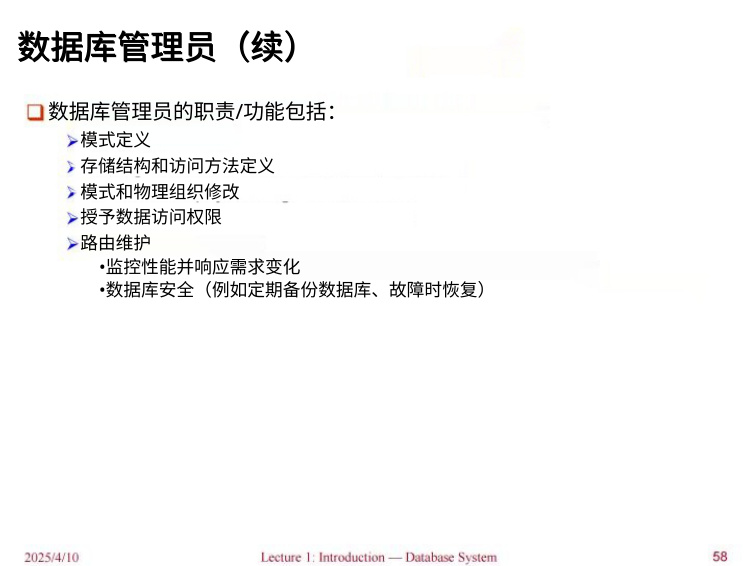 数据库管理员（续）
数据库管理员的职责/功能包括：
模式定义
存储结构和访问方法定义
模式和物理组织修改
授予数据访问权限
路由维护
•监控性能并响应需求变化
•数据库安全（例如定期备份数据库、故障时恢复）
2025/4/10 Lecture 1: Introduction — Database System 58